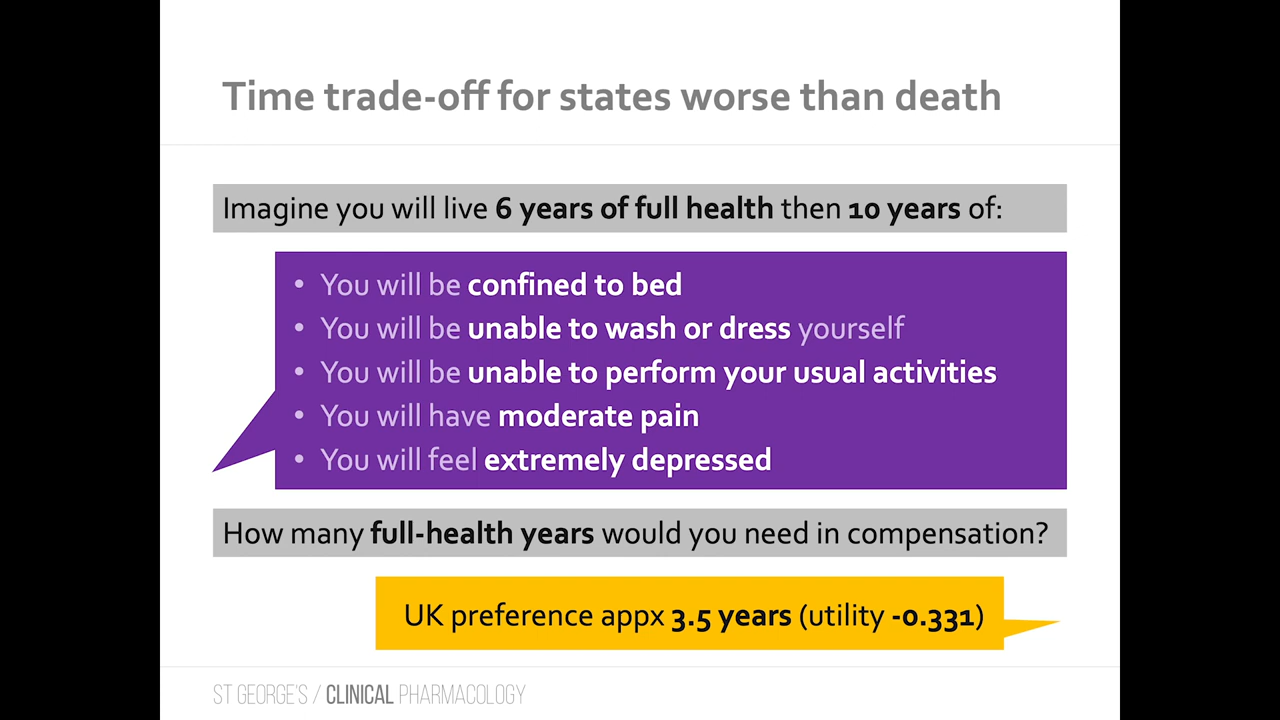 Time trade-off for states worse than death
Imagine you will live 6 years of full health then 10 years of:
• You will be confined to bed
• You will be unable to wash or dress yourself
• You will be unable to perform your usual activities
• You will have moderate pain
• You will feel extremely depressed
How many full-health years would you need in compensation?
UK preference appx 3.5 years (utility -0.331)
ST GEORGE'S / CLINICAL PHARMACOLOGY